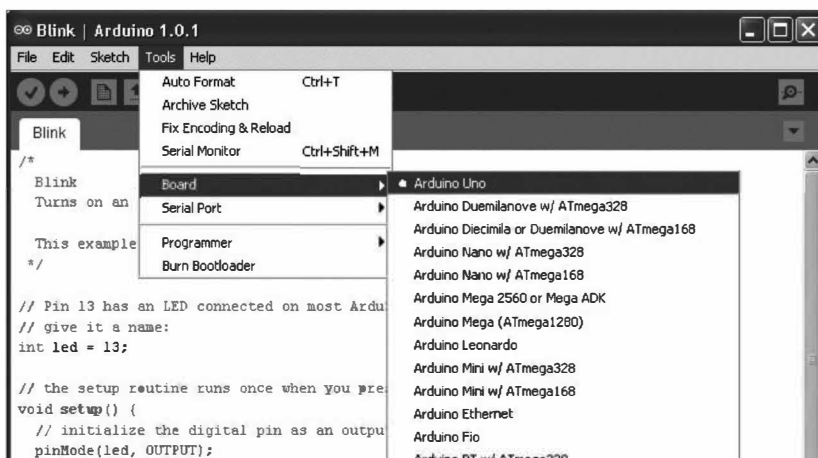 Blink | Arduino 1.0.1
File Edit Sketch Tools Help
Auto Format Ctrl+T
Archive Sketch
Fix Encoding & Reload
Serial Monitor Ctrl+Shift+M
Board
Serial Port
Programmer
Burn Bootloader
Arduino Uno
Arduino Duemilanove w/ ATmega328
Arduino Diecimila or Duemilanove w/ ATmega168
Arduino Nano w/ ATmega328
Arduino Nano w/ ATmega168
Arduino Mega 2560 or Mega ADK
Arduino Mega (ATmega1280)
Arduino Leonardo
Arduino Mini w/ ATmega328
Arduino Mini w/ ATmega168
Arduino Ethernet
Arduino Fio
Arduino BT w/ ATmega328
Blink
/*
Blink
Turns on an
This example
*/
// Pin 13 has an LED connected on most Ardu
// give it a name:
int led = 13;
// the setup routine runs once when you pre
void setup() {
// initialize the digital pin as an outpu
pinMode(led, OUTPUT);